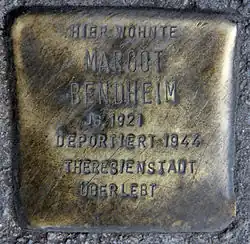 HIER WOHNTE
MARGOT
BENDHEIM
JG. 1921
DEPORTIERT 1944
THERESIENSTADT
ÜBERLEBT